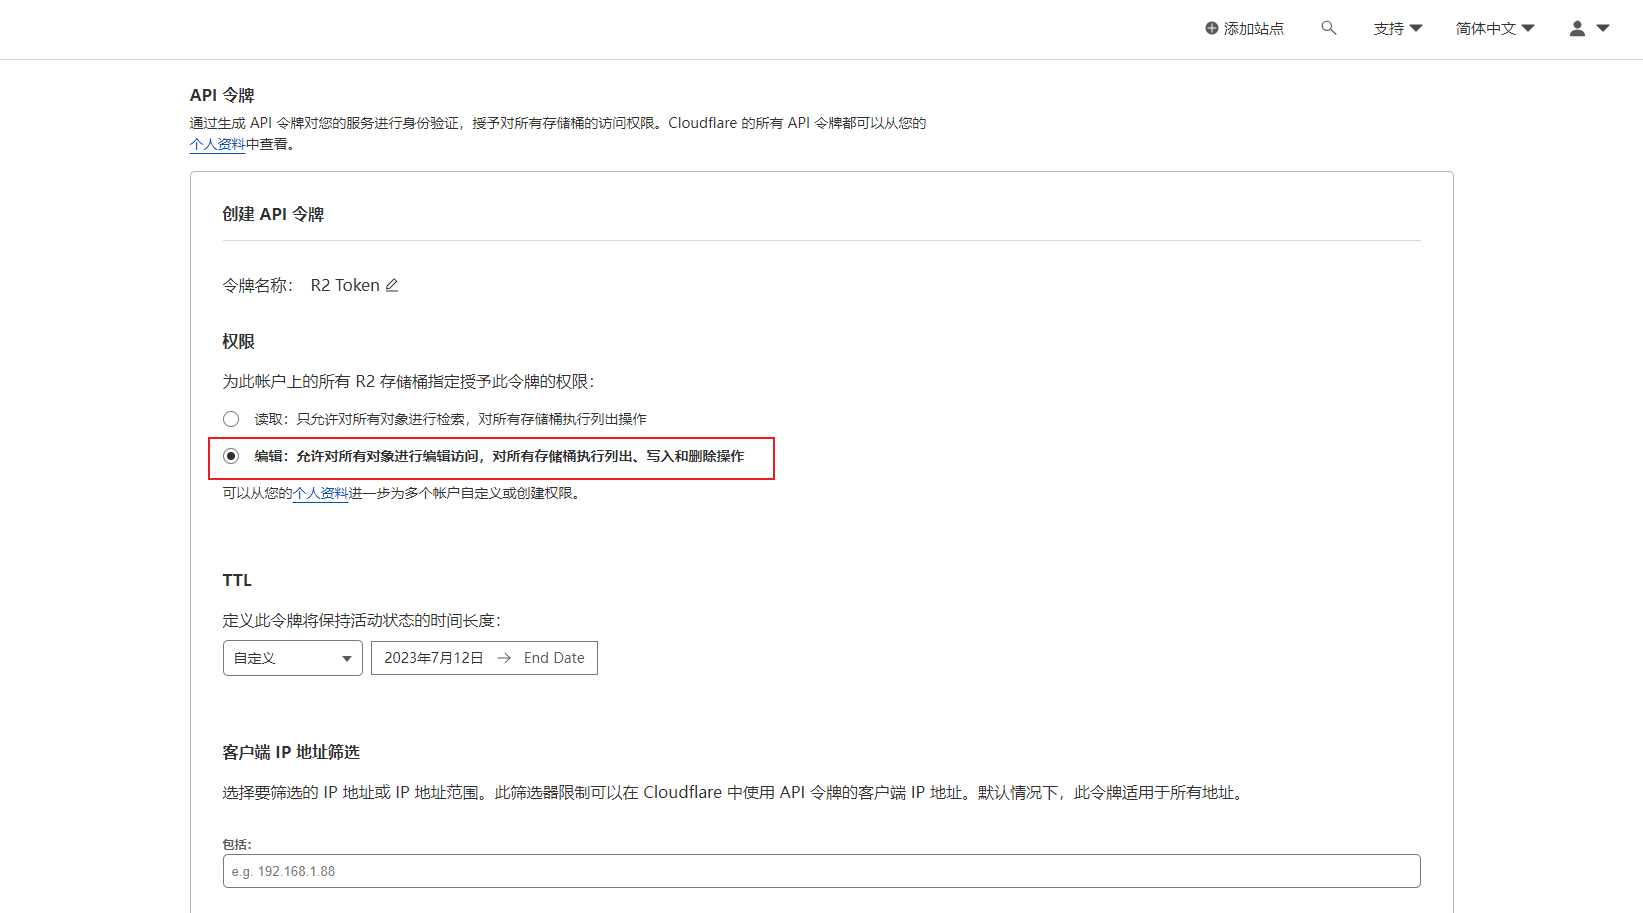 添加站点 支持 简体中文
API 令牌
通过生成 API 令牌对您的服务进行身份验证，授予对所有存储桶的访问权限。Cloudflare 的所有 API 令牌都可以从您的
个人资料中查看。
创建 API 令牌
令牌名称： R2 Token
权限
为此帐户上的所有 R2 存储桶指定授予此令牌的权限：
读取：只允许对所有对象进行检索，对所有存储桶执行列出操作
编辑：允许对所有对象进行编辑访问，对所有存储桶执行列出、写入和删除操作
可以从您的个人资料进一步为多个帐户自定义或创建权限。
TTL
定义此令牌将保持活动状态的时间长度：
自定义 2023年7月12日 → End Date
客户端 IP 地址筛选
选择要筛选的 IP 地址或 IP 地址范围。此筛选器限制可以在 Cloudflare 中使用 API 令牌的客户端 IP 地址。默认情况下，此令牌适用于所有地址。
包括：
e.g. 192.168.1.88